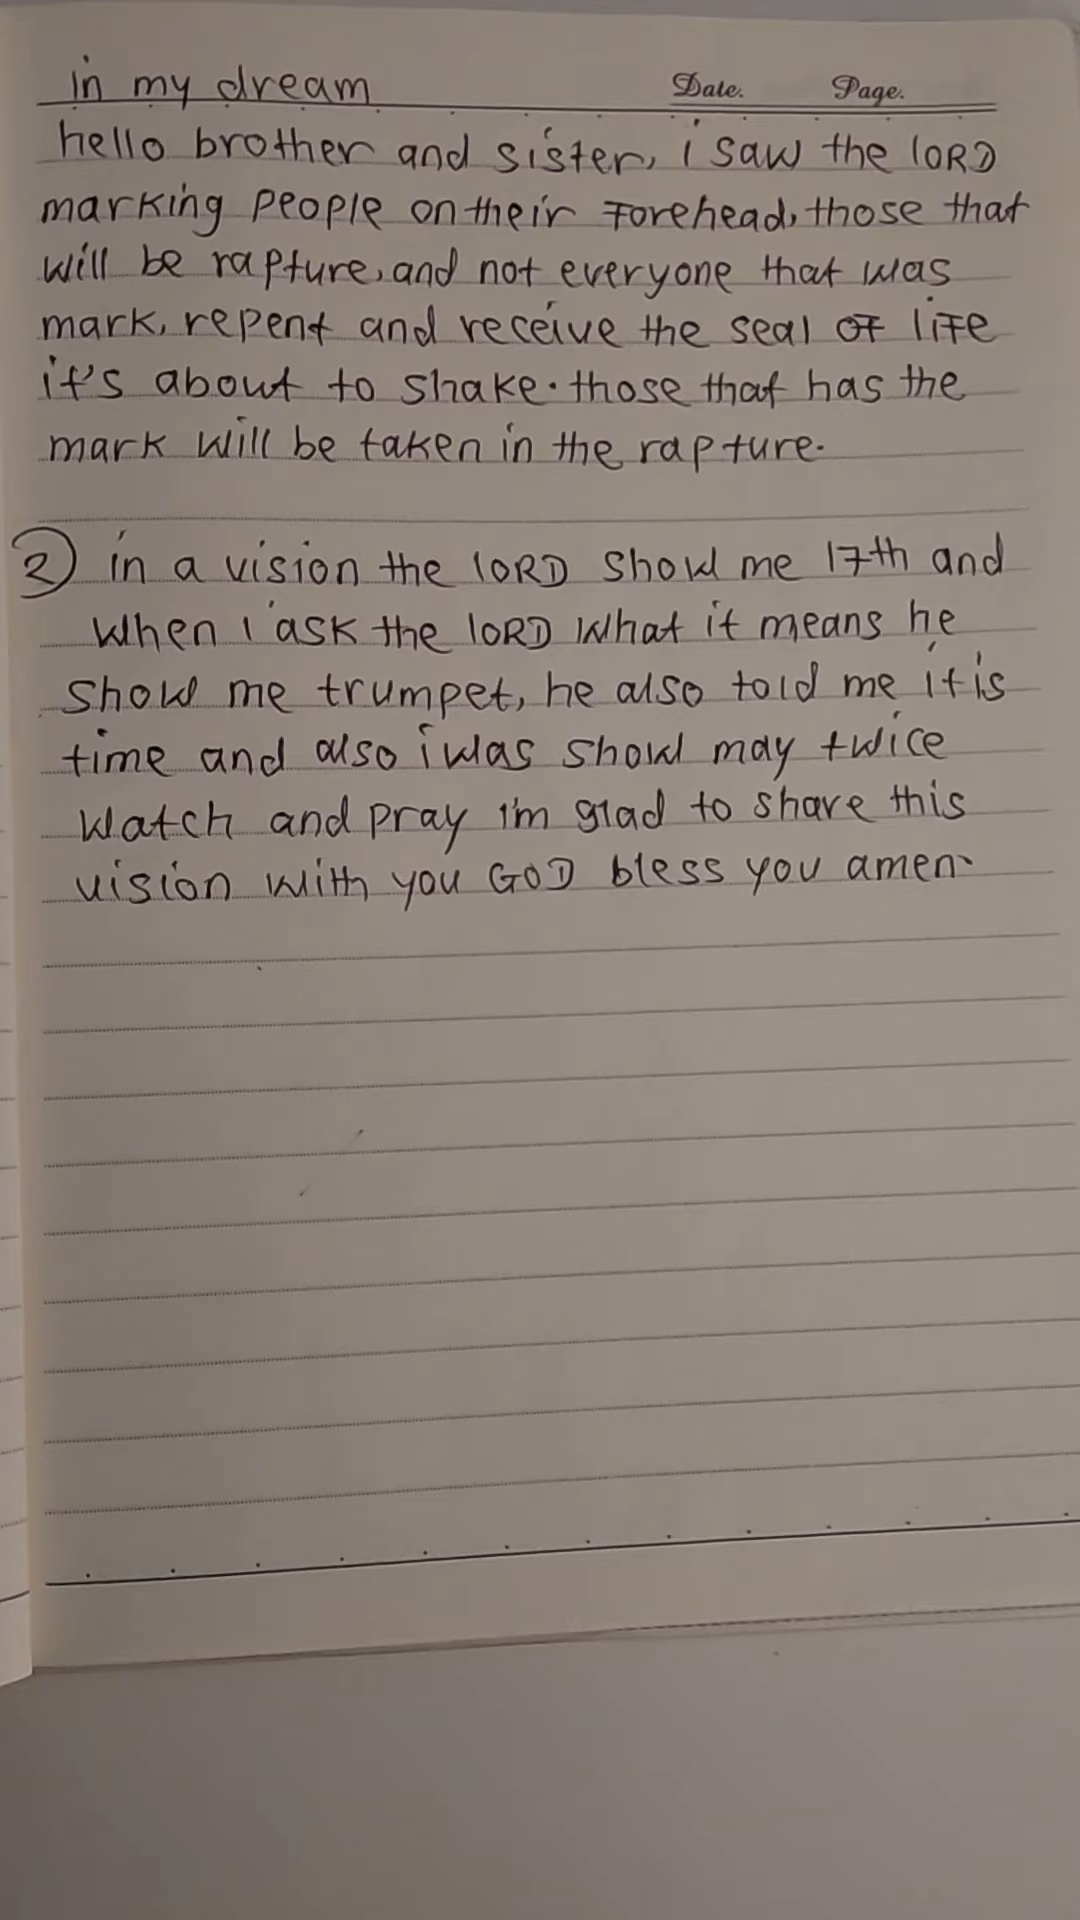 in my dream
Date. Page.
hello brother and sister, i saw the lORD
marking people on their Forehead, those that
will be rapture, and not everyone that was
mark, repent and receive the seal OF liFe
it's about to shake. those that has the
mark will be taken in the rapture.
2 in a vision the lORD show me 17th and
when i ask the lORD what it means he
show me trumpet, he also told me it is
time and also i was show may twice
watch and pray i'm glad to share this
vision with you GOD bless you amen.